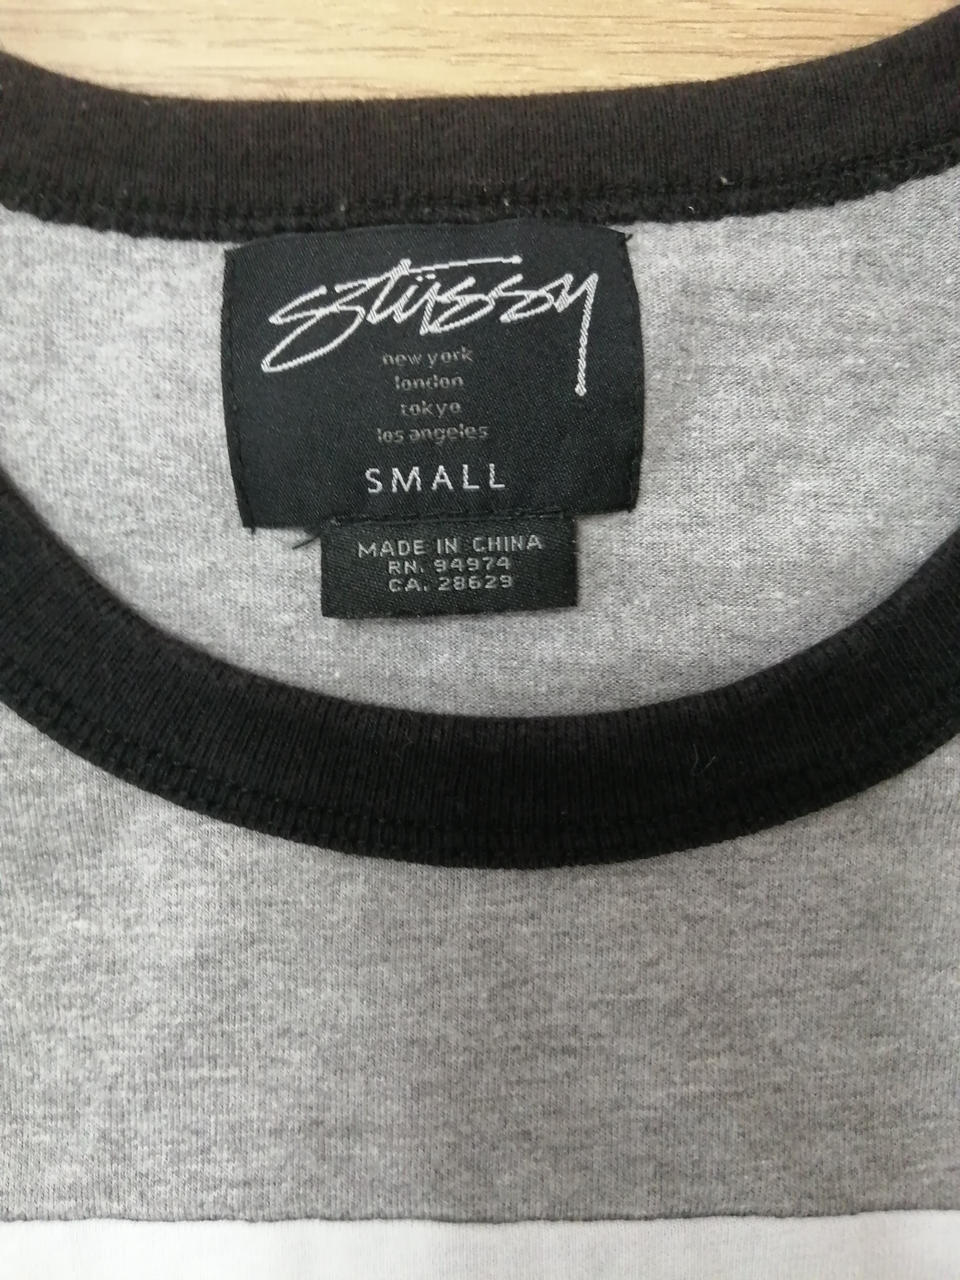 stüssy
new york
london
tokyo
los angeles
SMALL
MADE IN CHINA
RN. 94974
CA. 28629